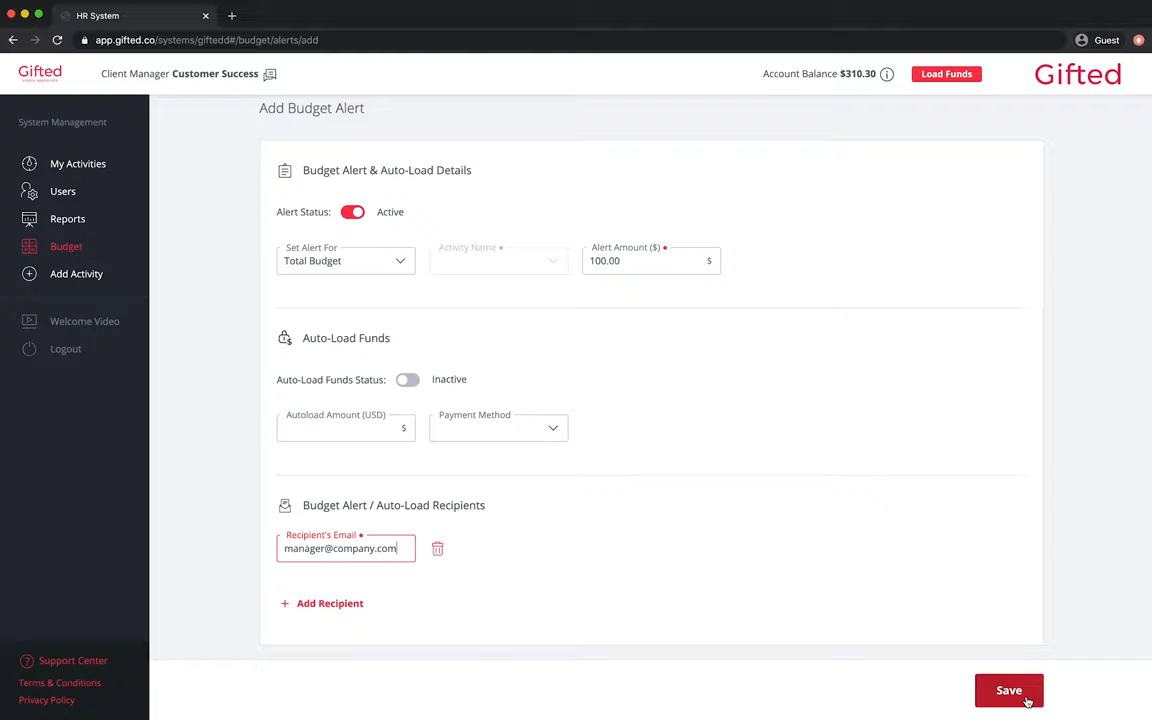 HR System
app.gifted.co/systems/giftedd#/budget/alerts/add
Guest
Gifted
simply appreciate
Client Manager Customer Success
Account Balance $310.30
Load Funds
Gifted
System Management
My Activities
Users
Reports
Budget
Add Activity
Welcome Video
Logout
Support Center
Terms & Conditions
Privacy Policy
Add Budget Alert
Budget Alert & Auto-Load Details
Alert Status: Active
Set Alert For
Total Budget
Activity Name
Alert Amount ($)
100.00 $
Auto-Load Funds
Auto-Load Funds Status: Inactive
Autoload Amount (USD)
$
Payment Method
Budget Alert / Auto-Load Recipients
Recipient's Email
manager@company.com
+ Add Recipient
Save